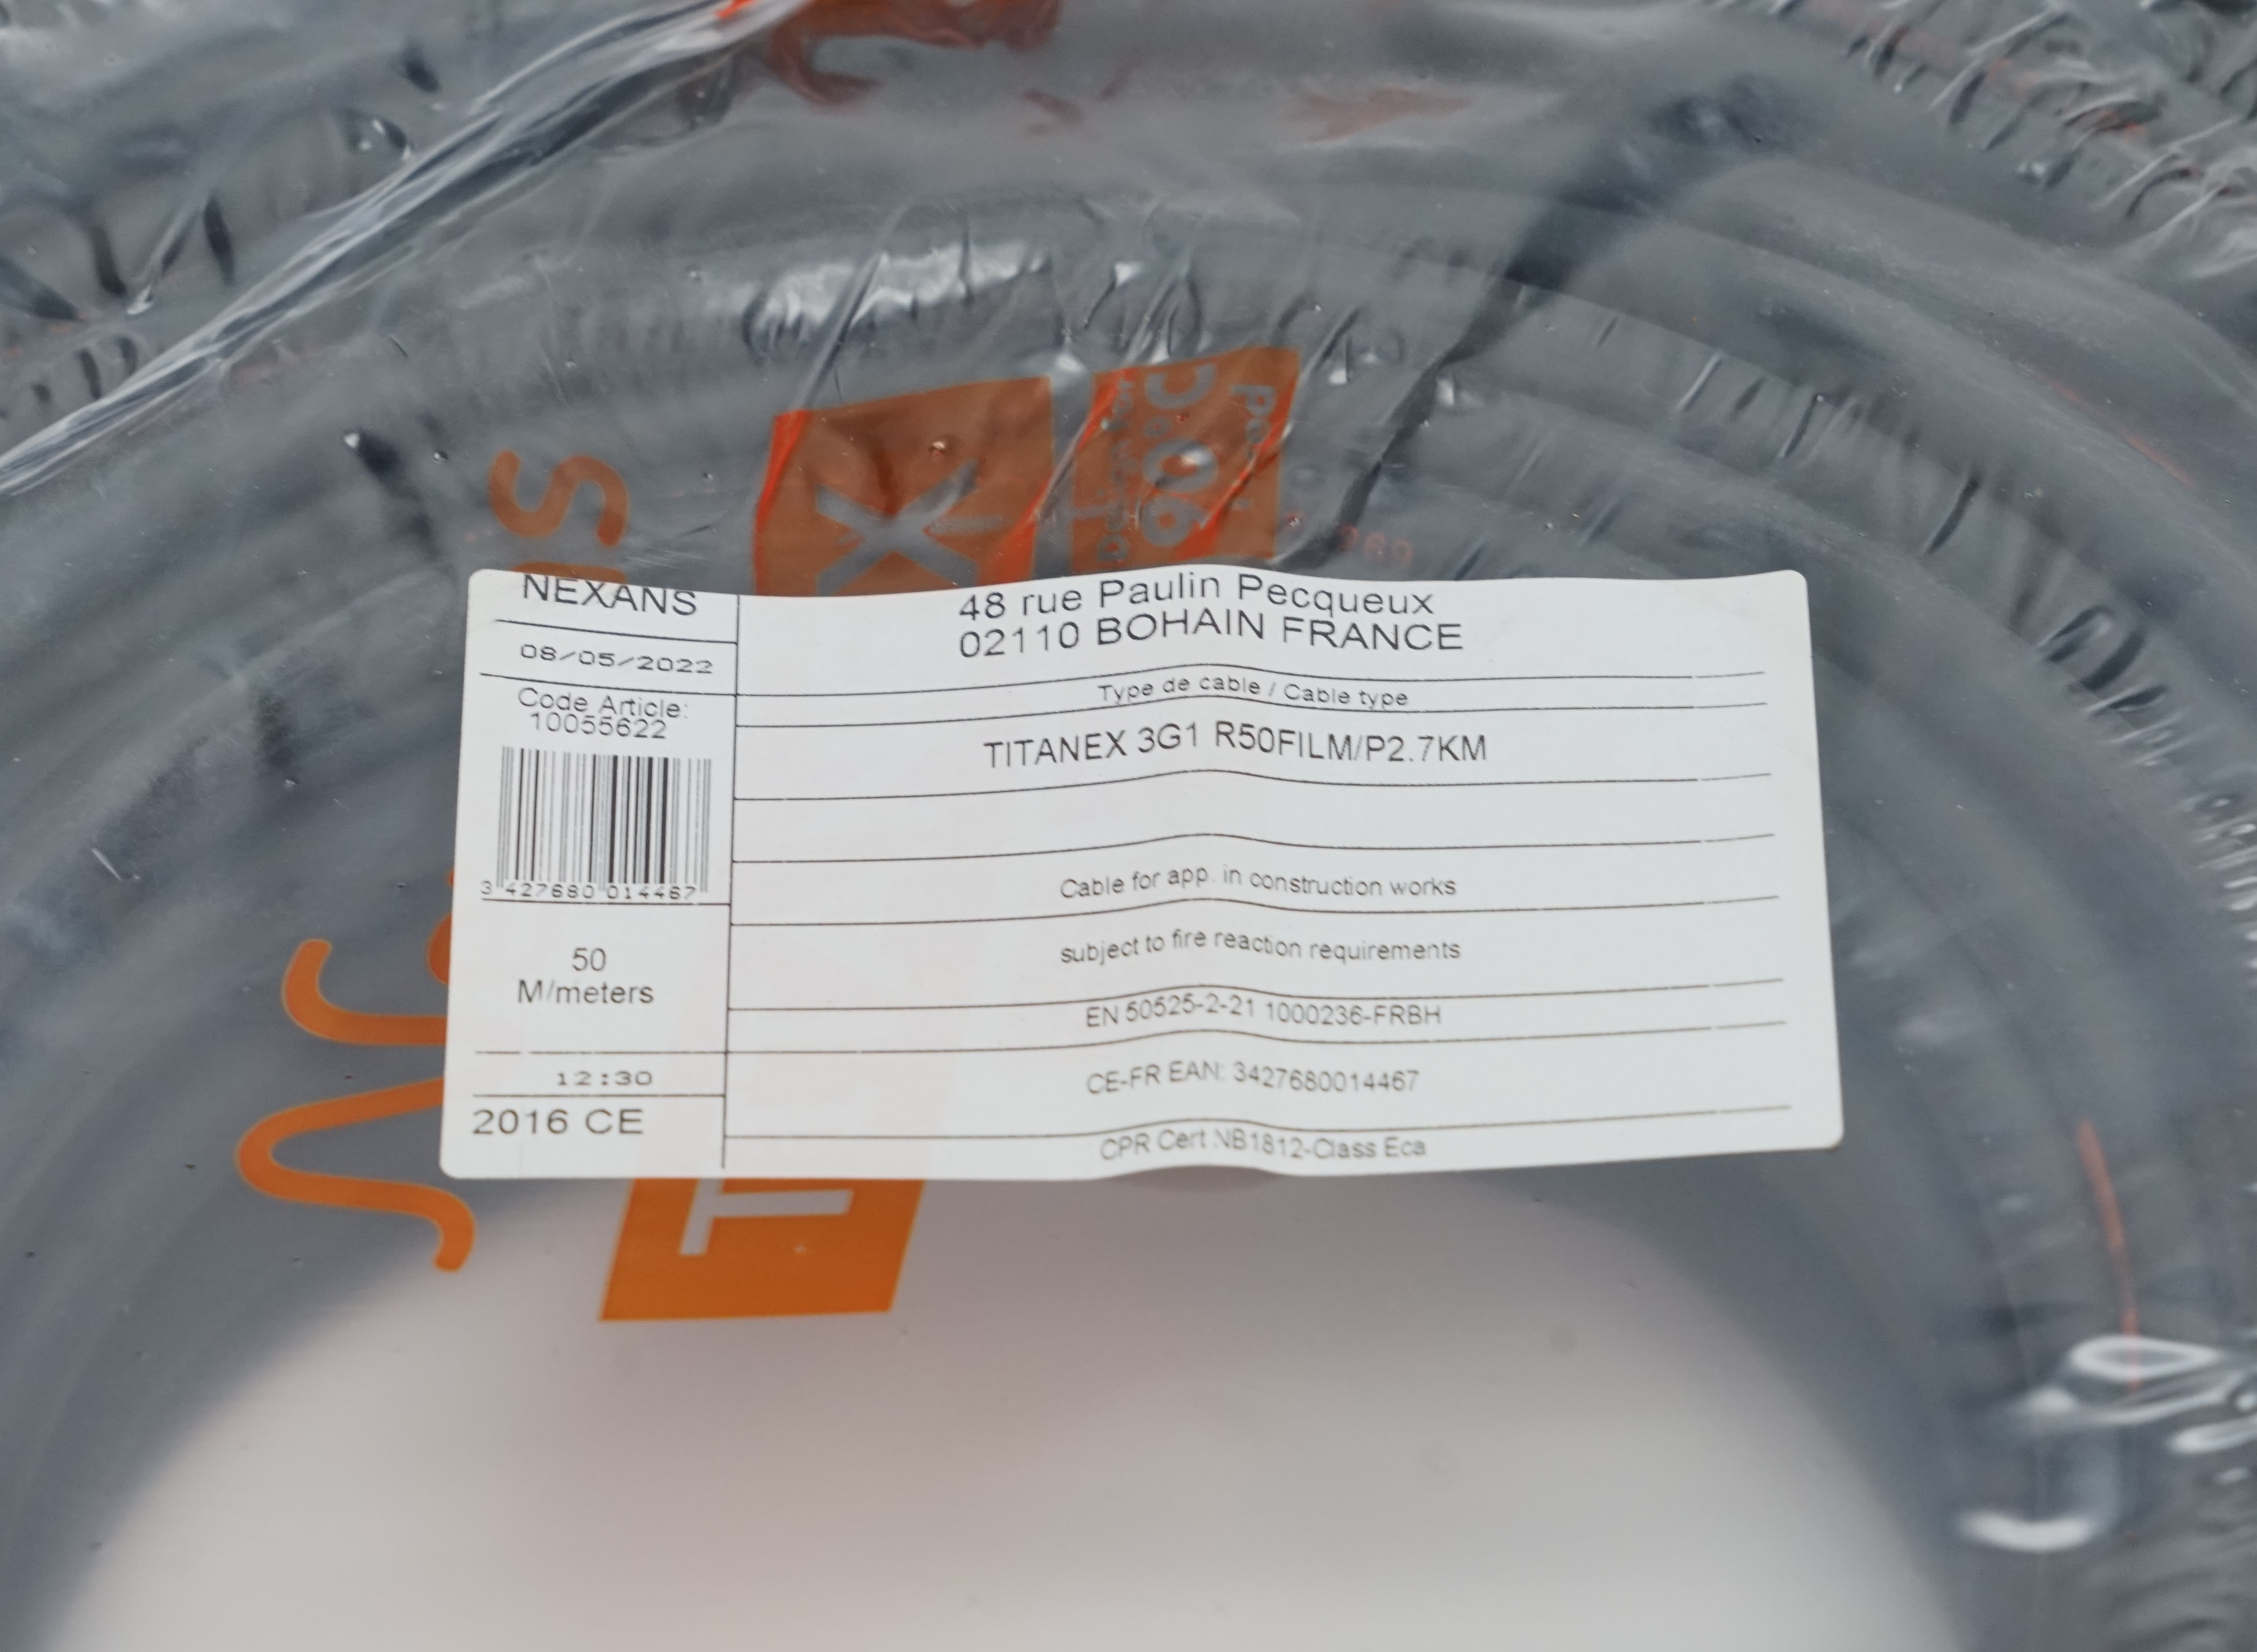 NEXANS
48 rue Paulin Pecqueux
02110 BOHAIN FRANCE
08/05/2022
Type de cable / Cable type
Code Article:
10055622
TITANEX 3G1 R50FILM/P2.7KM
3 427680 014467
Cable for app. in construction works
subject to fire reaction requirements
50
M/meters
EN 50525-2-21 1000236-FRBH
12:30
CE-FR EAN: 3427680014467
2016 CE
CPR Cert NB1812-Class Eca